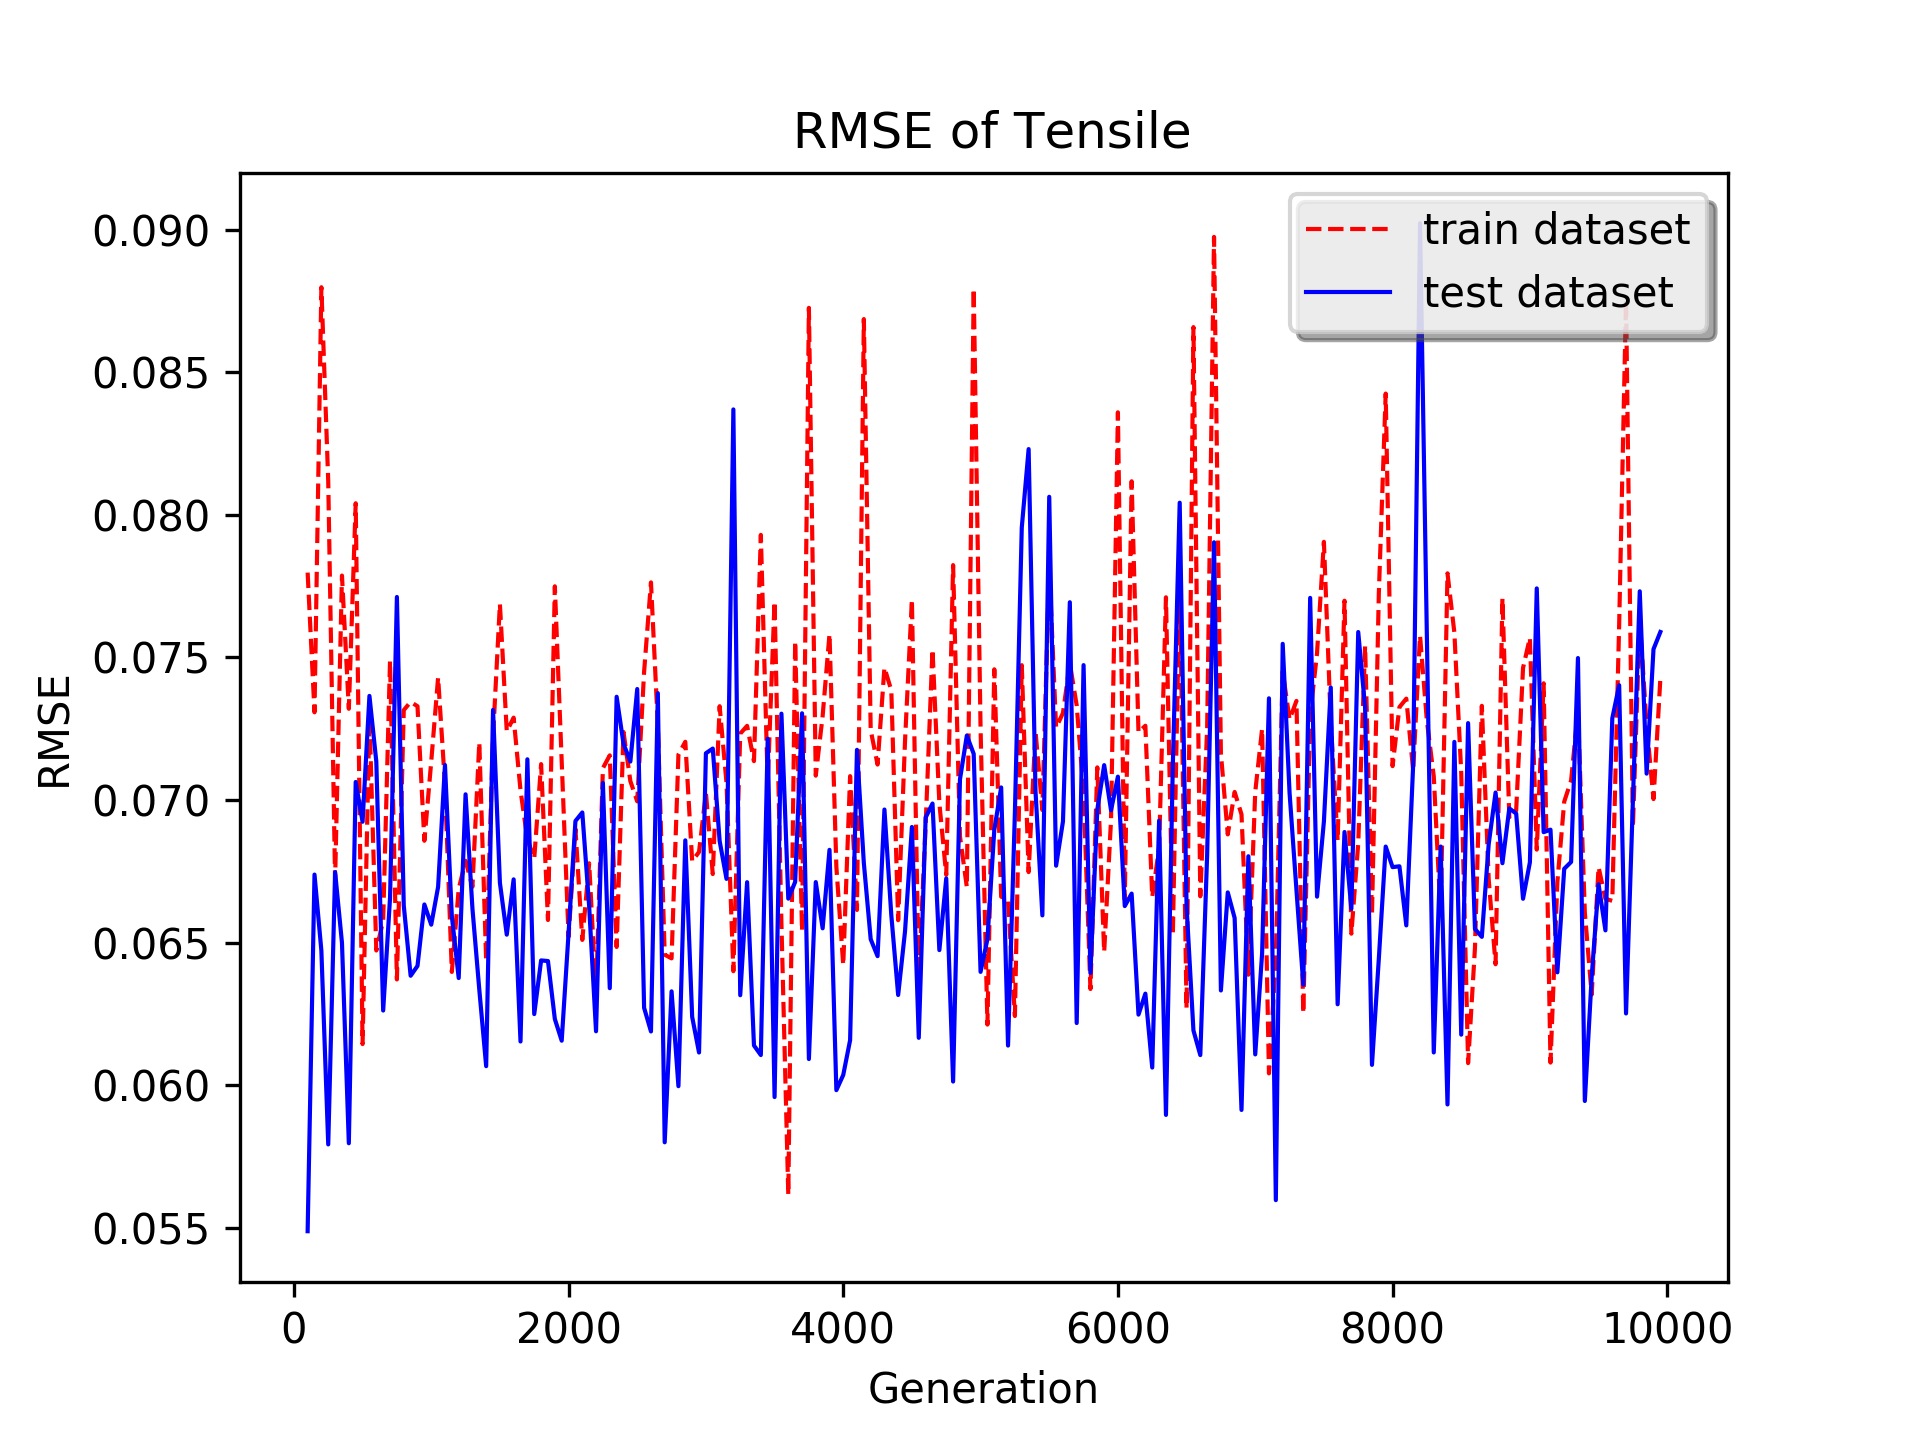 RMSE of Tensile
train dataset
test dataset
RMSE
0.090
0.085
0.080
0.075
0.070
0.065
0.060
0.055
0 2000 4000 6000 8000 10000
Generation